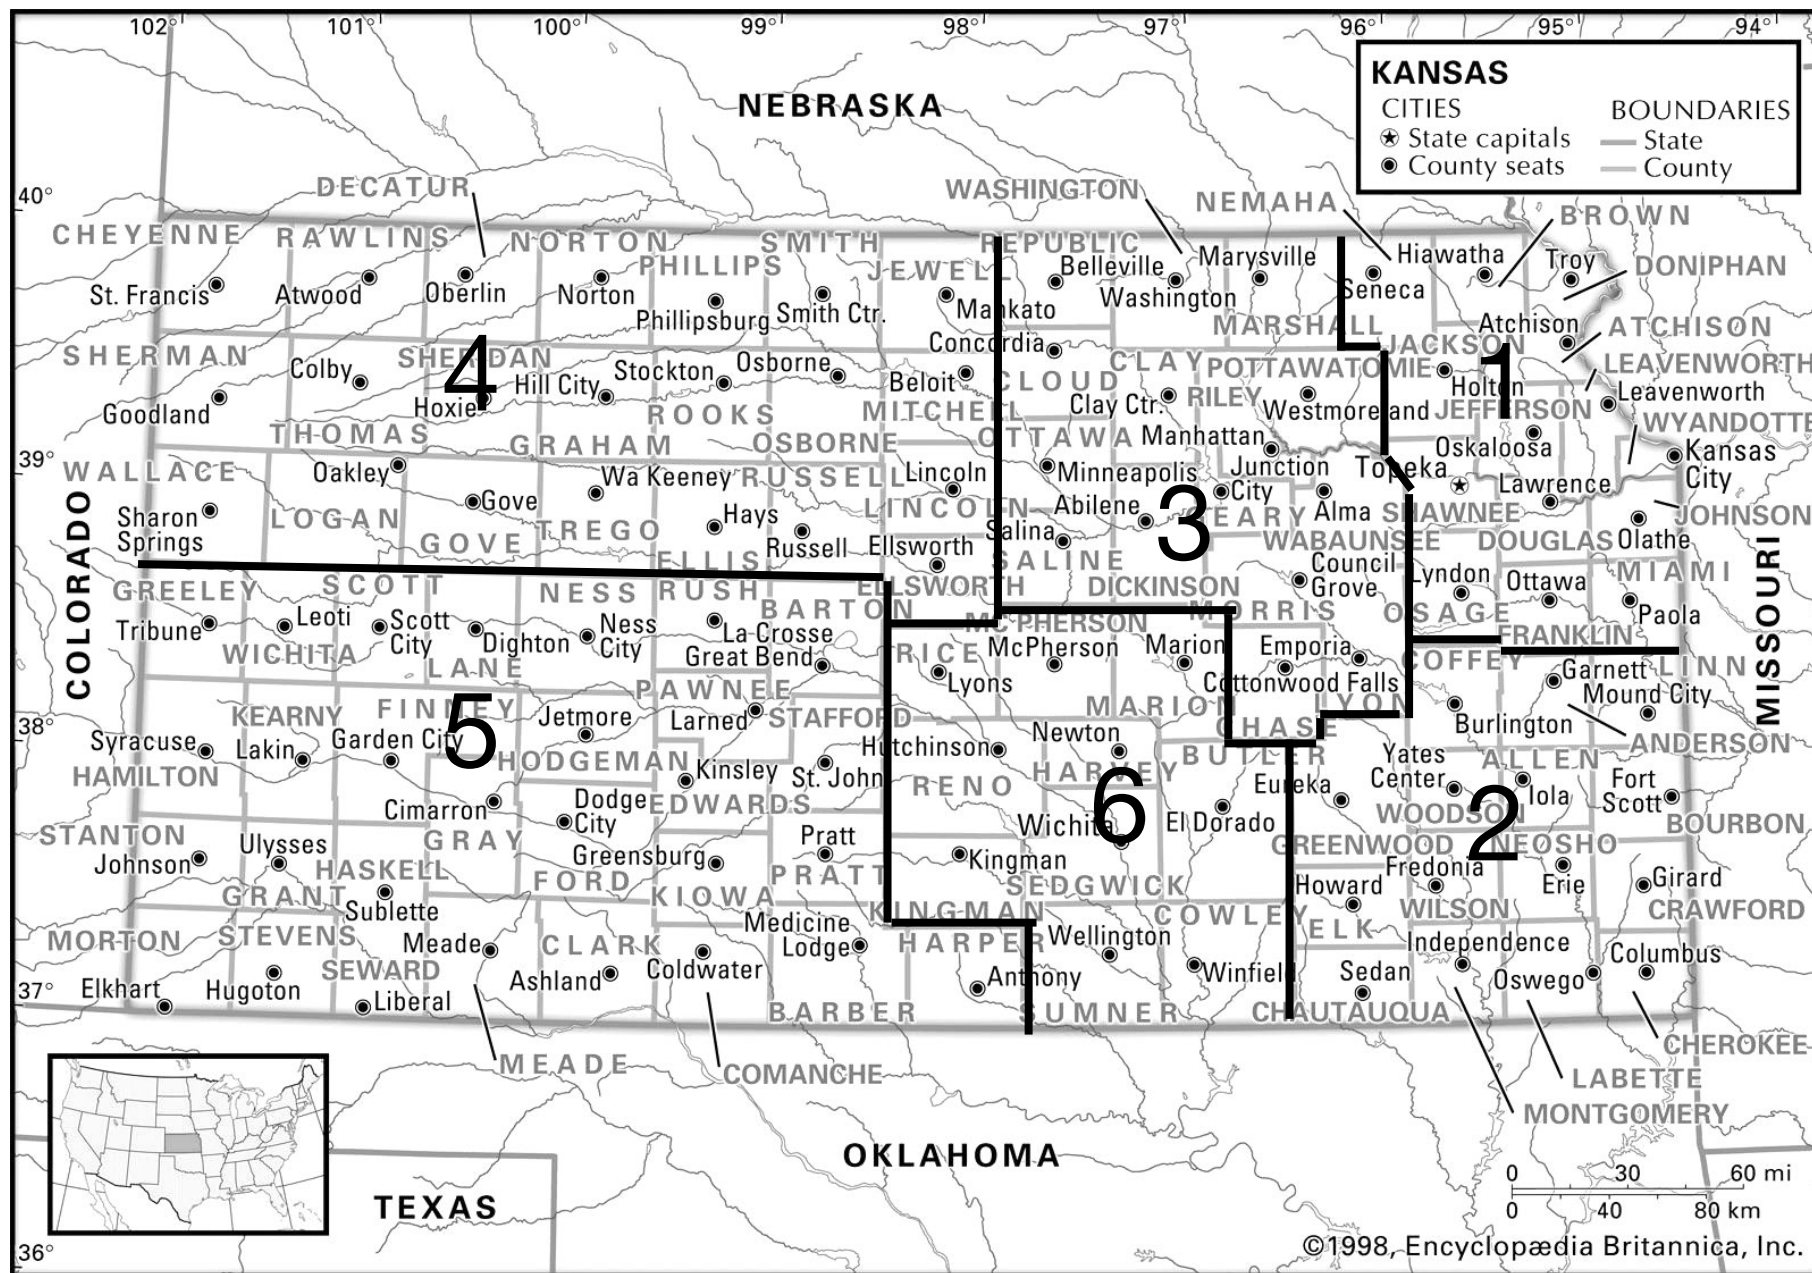 102°
101°
100°
99°
98°
97°
96°
95°
94°
KANSAS
CITIES
State capitals
County seats
BOUNDARIES
State
County
NEBRASKA
40°
39°
38°
37°
36°
COLORADO
MISSOURI
OKLAHOMA
TEXAS
DECATUR
WASHINGTON
NEMAHA
BROWN
CHEYENNE
RAWLINS
NORTON
SMITH
REPUBLIC
PHILLIPS
JEWELL
Belleville
Marysville
Hiawatha
Troy
DONIPHAN
St. Francis
Atwood
Oberlin
Norton
Phillipsburg
Smith Ctr.
Mankato
Washington
Seneca
MARSHALL
Atchison
ATCHISON
SHERMAN
Colby
SHERIDAN
4
Hoxie
Hill City
Stockton
Osborne
Concordia
Beloit
CLAY
CLOUD
POTTAWATOMIE
JACKSON
1
Holton
LEAVENWORTH
Leavenworth
Goodland
THOMAS
GRAHAM
ROOKS
OSBORNE
MITCHELL
Clay Ctr.
RILEY
Westmoreland
JEFFERSON
WYANDOTTE
OTTAWA
Manhattan
Oskaloosa
Kansas
City
WALLACE
Oakley
Wa Keeney
RUSSELL
Lincoln
Minneapolis
Junction
City
Topeka
Lawrence
Gove
Sharon
Springs
LOGAN
GOVE
TREGO
Hays
Russell
ELLIS
LINCOLN
Ellsworth
Salina
Abilene
3
GEARY
Alma
SHAWNEE
JOHNSON
SALINE
WABAUNSEE
DOUGLAS
Olathe
GREELEY
SCOTT
NESS
RUSH
BARTON
ELLSWORTH
DICKINSON
Council
Grove
MORRIS
Lyndon
OSAGE
Ottawa
MIAMI
Paola
Tribune
Leoti
Scott
City
Dighton
Ness
City
La Crosse
Great Bend
MCPHERSON
FRANKLIN
WICHITA
LANE
RICE
Lyons
McPherson
Marion
Emporia
Cottonwood Falls
COFFEY
Garnett
LINN
Mound City
PAWNEE
MARION
LYON
Burlington
KEARNY
FINNEY
5
Jetmore
Larned
STAFFORD
Newton
CHASE
ANDERSON
Syracuse
Lakin
Garden City
HODGEMAN
Kinsley
St. John
Hutchinson
BUTLER
Yates
Center
ALLEN
HAMILTON
RENO
HARVEY
6
Eureka
Iola
Fort
Scott
Cimarron
Dodge
City
EDWARDS
Wichita
El Dorado
WOODSON
2
BOURBON
STANTON
Johnson
Ulysses
GRAY
Greensburg
Pratt
Kingman
GREENWOOD
NEOSHO
HASKELL
FORD
KIOWA
PRATT
SEDGWICK
Howard
Fredonia
Erie
Girard
GRANT
Sublette
Medicine
Lodge
KINGMAN
COWLEY
WILSON
CRAWFORD
MORTON
STEVENS
Meade
CLARK
Coldwater
HARPER
Wellington
ELK
Independence
Columbus
SEWARD
Ashland
Anthony
Winfield
Sedan
Oswego
Elkhart
Hugoton
Liberal
BARBER
SUMNER
CHAUTAUQUA
MEADE
COMANCHE
CHEROKEE
LABETTE
MONTGOMERY
0 30 60 mi
0 40 80 km
©1998, Encyclopædia Britannica, Inc.